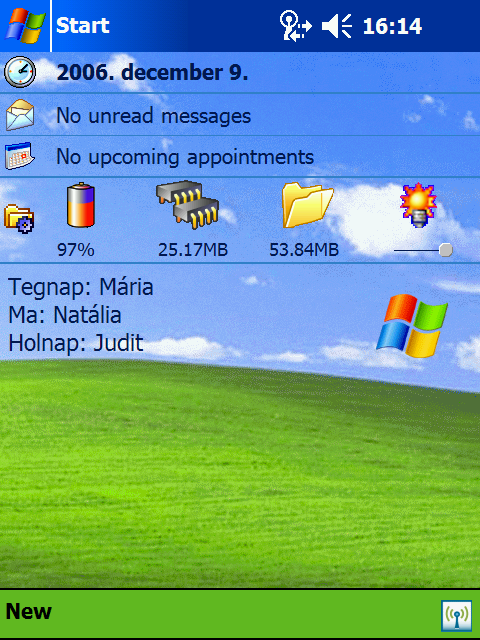 Start 16:14
2006. december 9.
No unread messages
No upcoming appointments
97% 25.17MB 53.84MB
Tegnap: Mária
Ma: Natália
Holnap: Judit
New